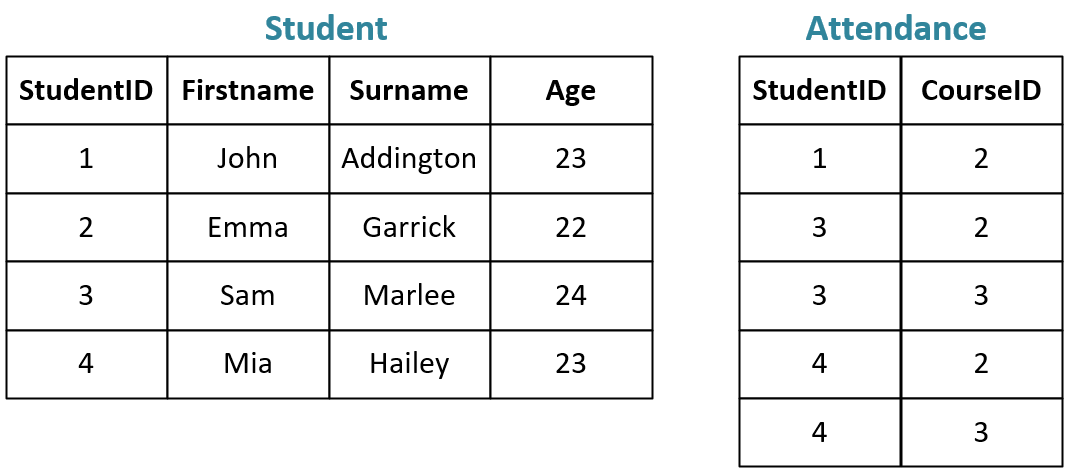 Student
StudentID Firstname Surname Age
1 John Addington 23
2 Emma Garrick 22
3 Sam Marlee 24
4 Mia Hailey 23
Attendance
StudentID CourseID
1 2
3 2
3 3
4 2
4 3